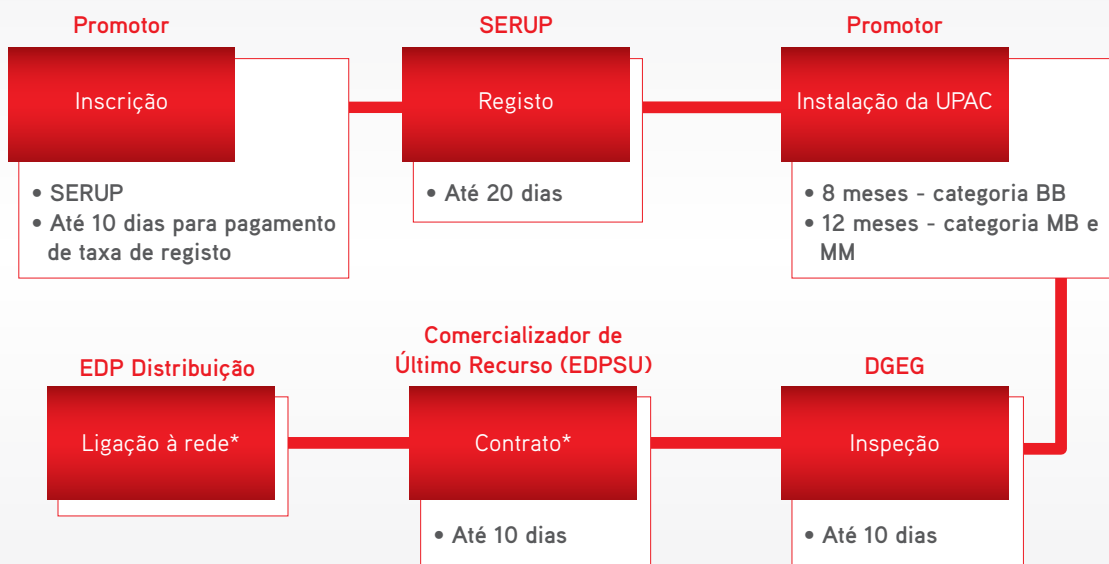 Promotor
Inscrição
• SERUP
• Até 10 dias para pagamento
de taxa de registo
SERUP
Registo
• Até 20 dias
Promotor
Instalação da UPAC
• 8 meses - categoria BB
• 12 meses - categoria MB e
MM
DGEG
Inspeção
• Até 10 dias
Comercializador de
Último Recurso (EDPSU)
Contrato*
• Até 10 dias
EDP Distribuição
Ligação à rede*